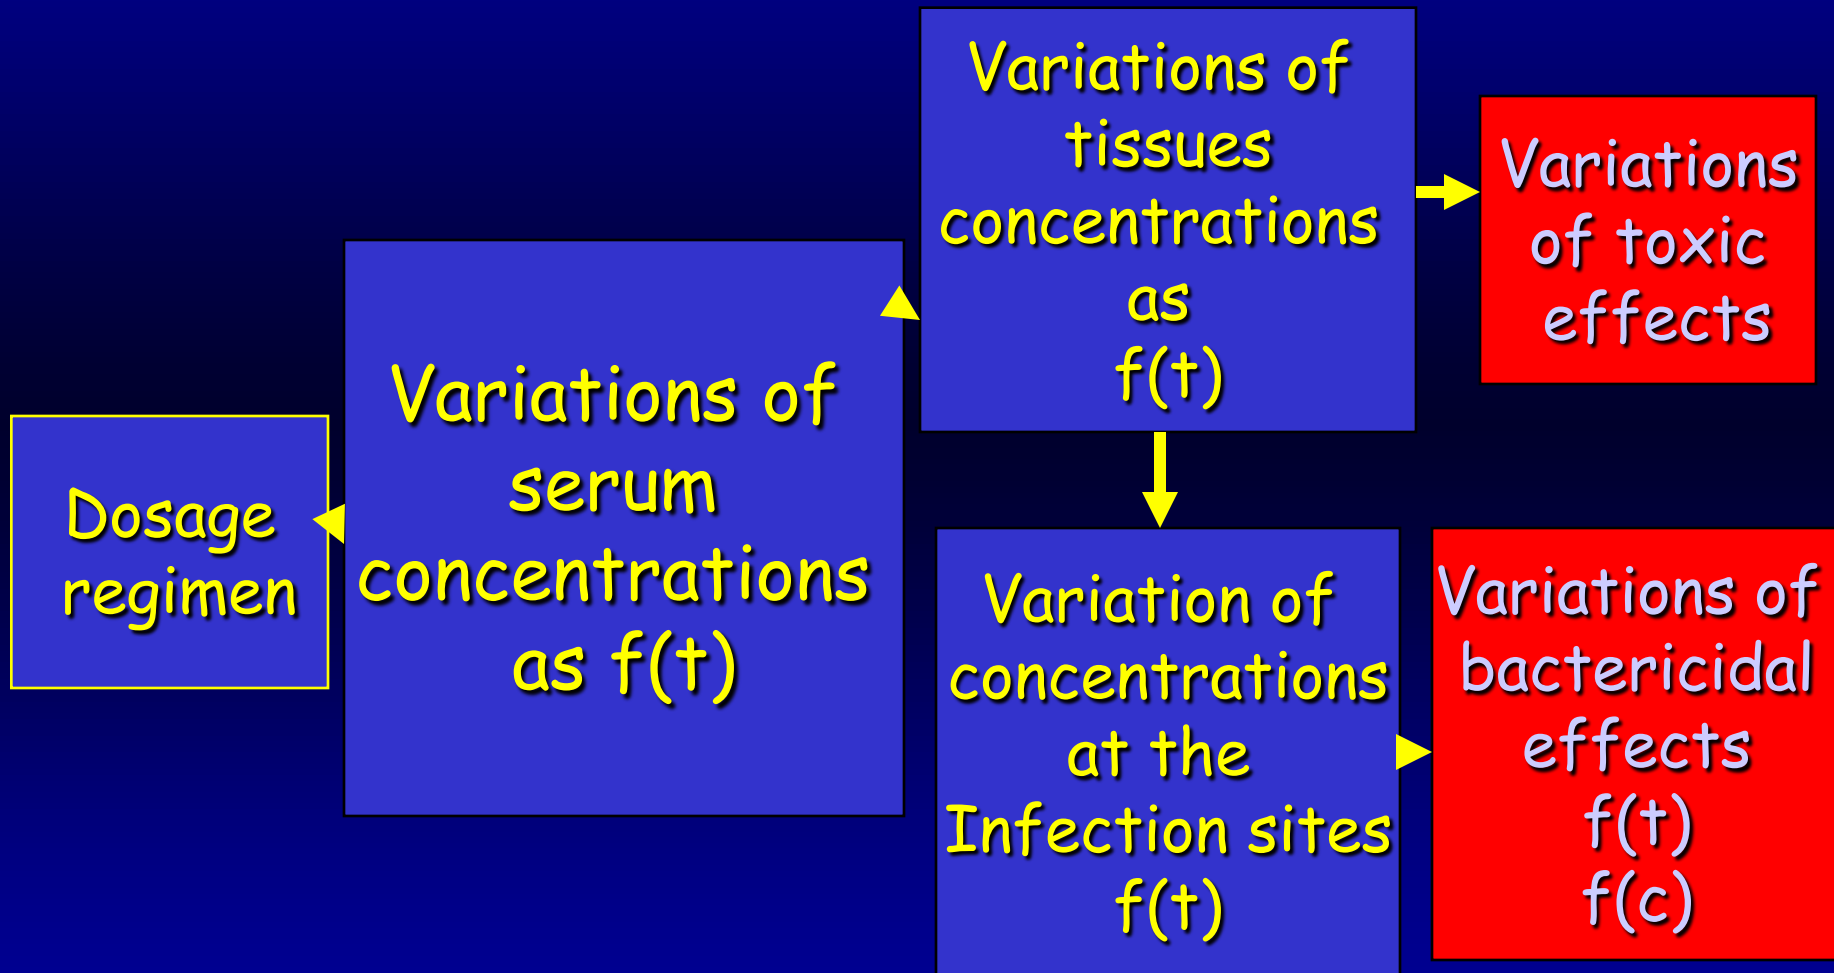 Dosage
regimen
Variations of
serum
concentrations
as f(t)
Variations of
tissues
concentrations
as
f(t)
Variations
of toxic
effects
Variation of
concentrations
at the
Infection sites
f(t)
Variations of
bactericidal
effects
f(t)
f(c)